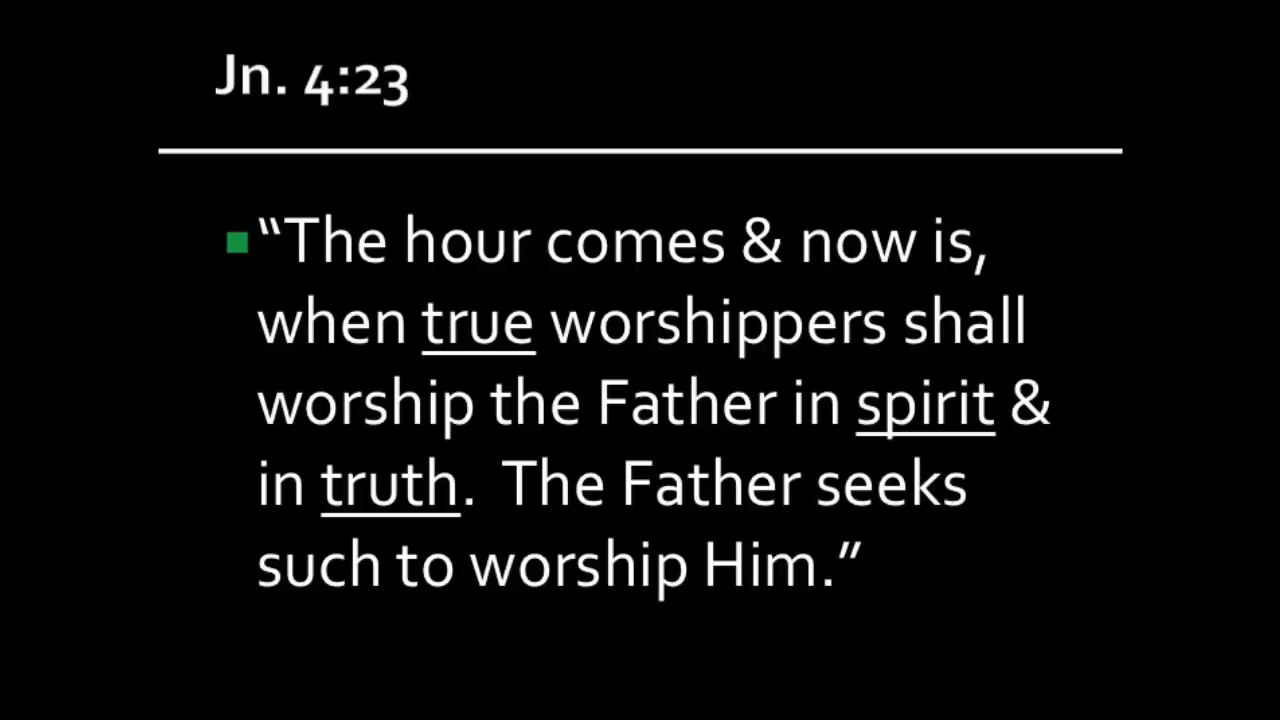 Jn. 4:23
“The hour comes & now is,
when true worshippers shall
worship the Father in spirit &
in truth.  The Father seeks
such to worship Him.”